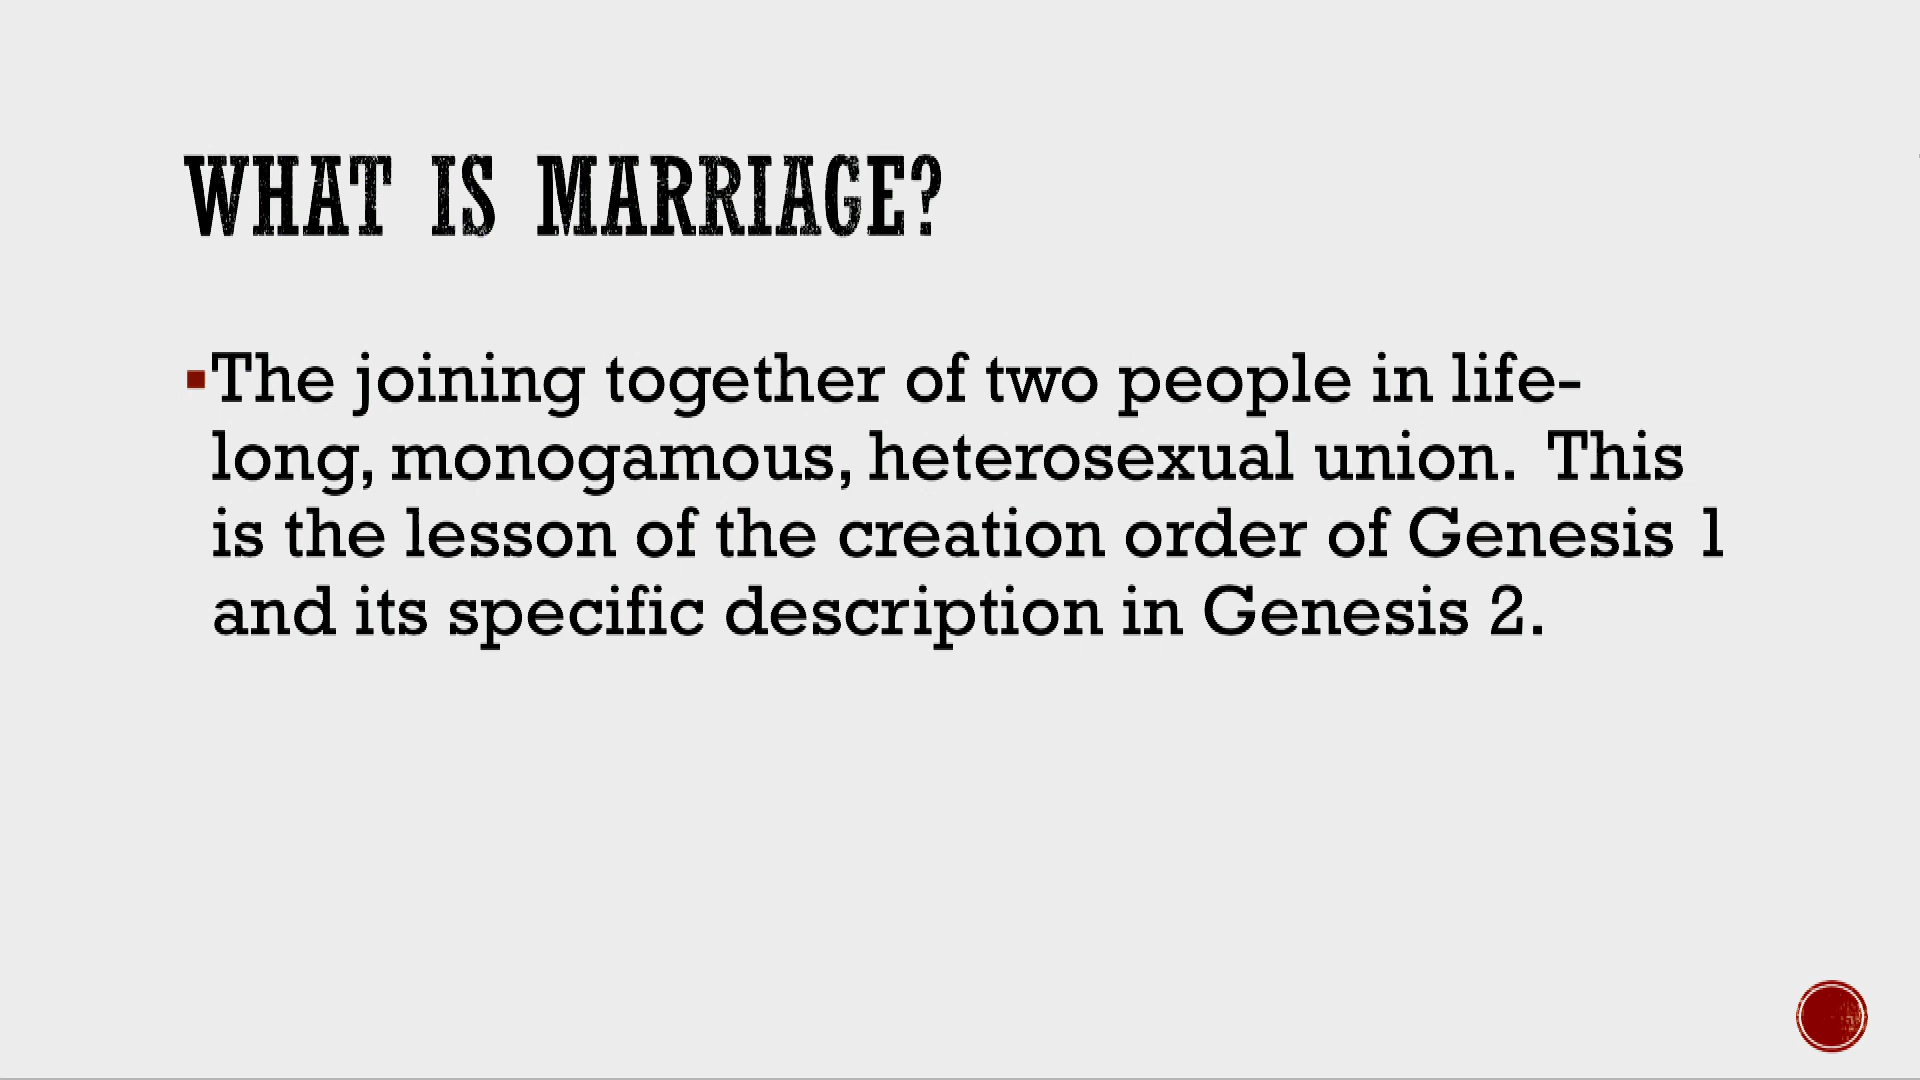 WHAT IS MARRIAGE?
▪The joining together of two people in life-
long, monogamous, heterosexual union.  This
is the lesson of the creation order of Genesis 1
and its specific description in Genesis 2.